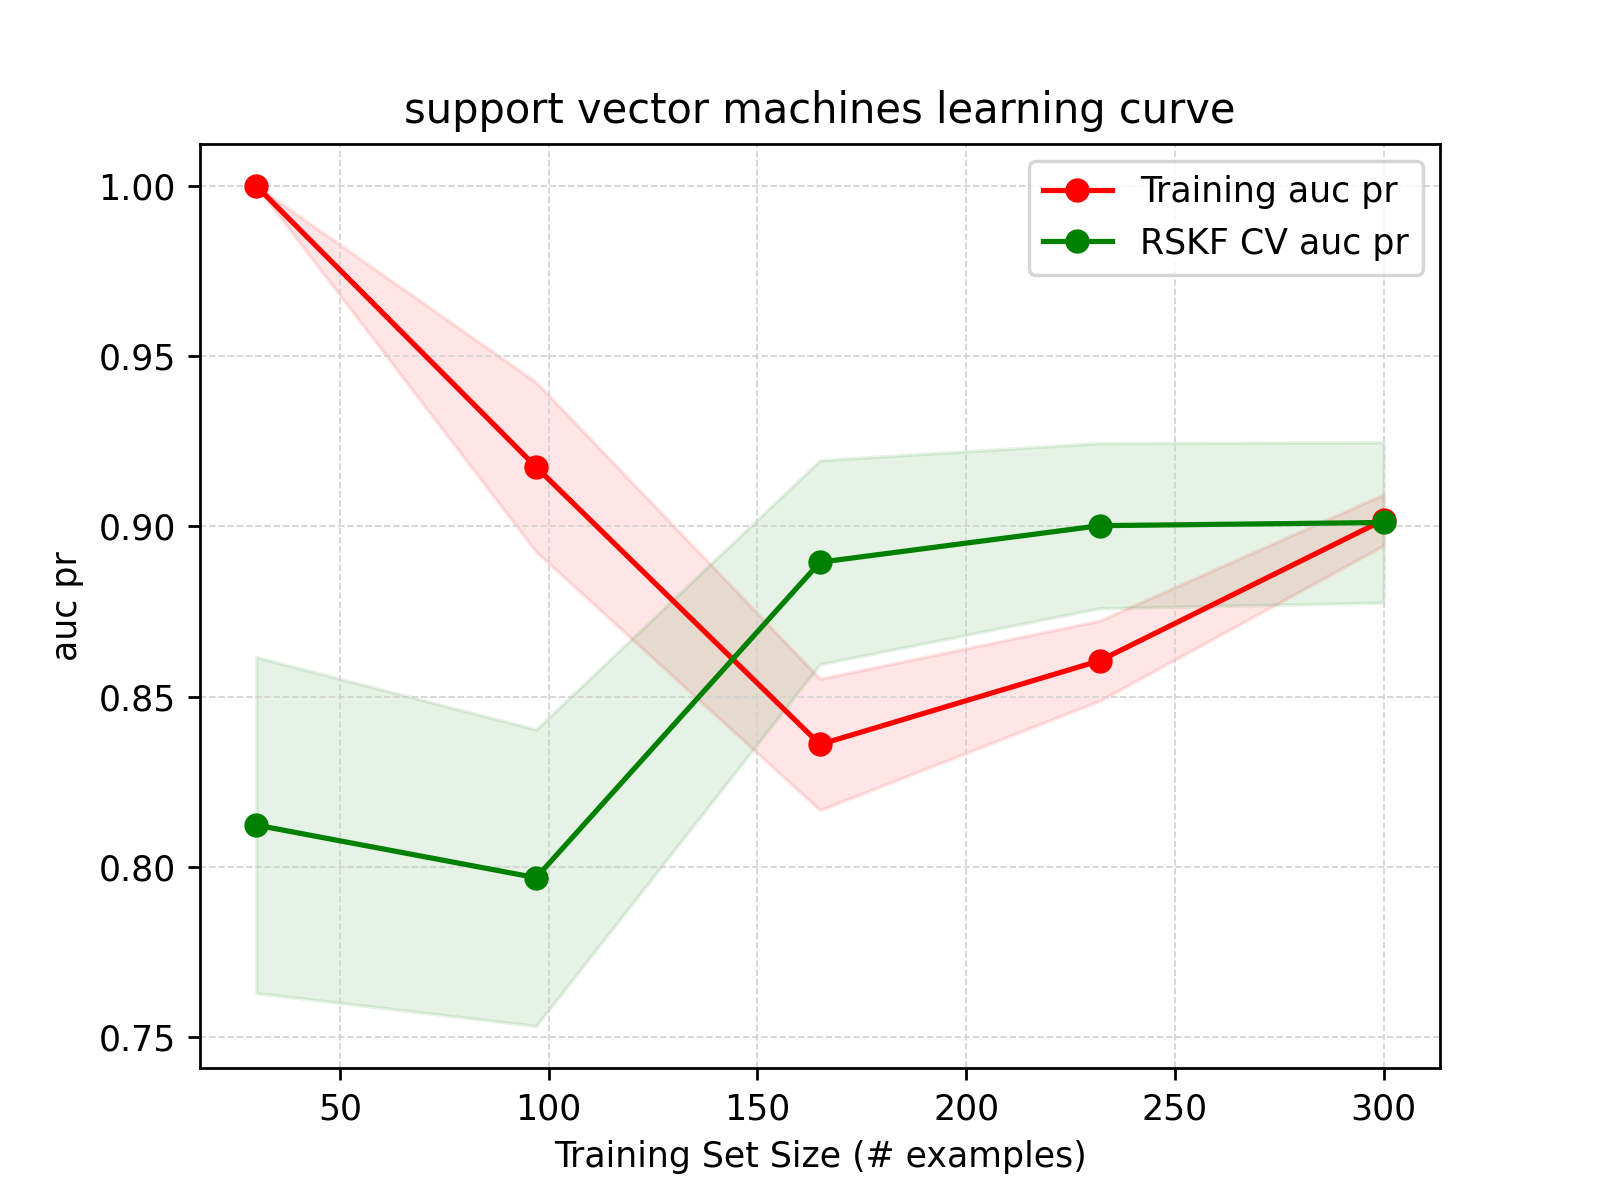 support vector machines learning curve
Training auc pr
RSKF CV auc pr
1.00
0.95
0.90
0.85
0.80
0.75
auc pr
50 100 150 200 250 300
Training Set Size (# examples)